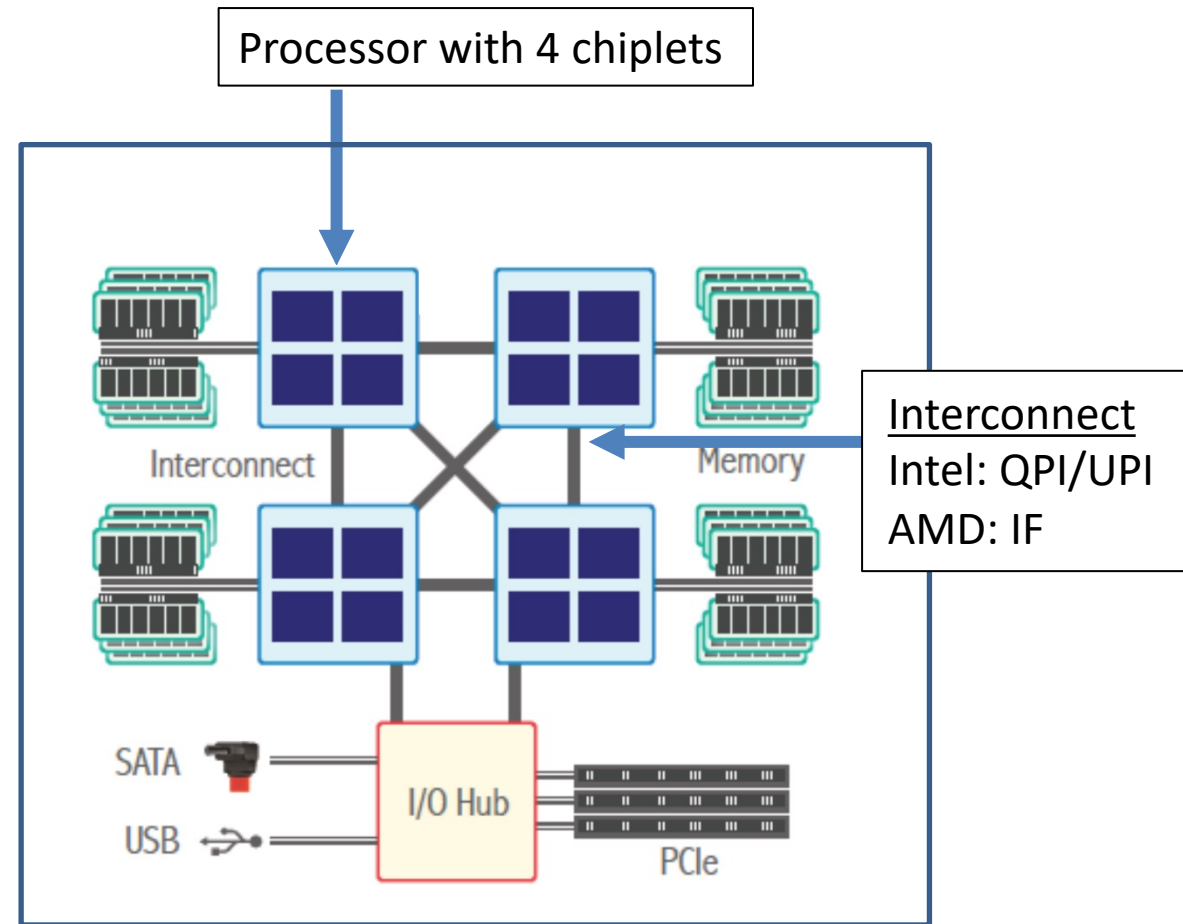 Processor with 4 chiplets
Interconnect
Memory
Interconnect
Intel: QPI/UPI
AMD: IF
SATA
I/O Hub
USB
PCIe